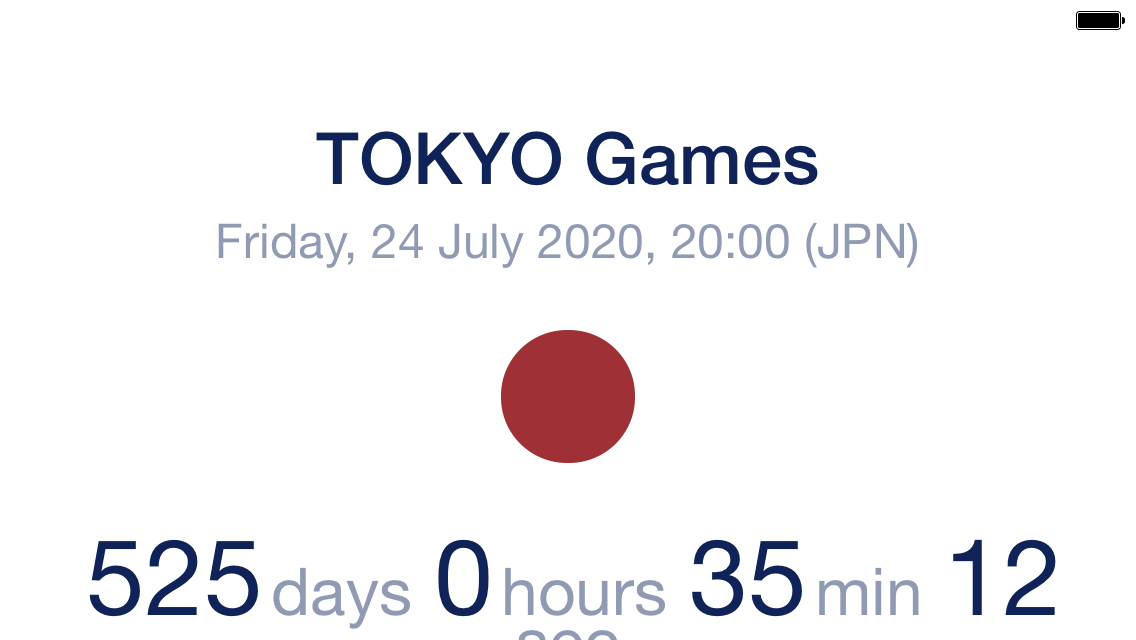 TOKYO Games
Friday, 24 July 2020, 20:00 (JPN)
525 days 0 hours 35 min 12